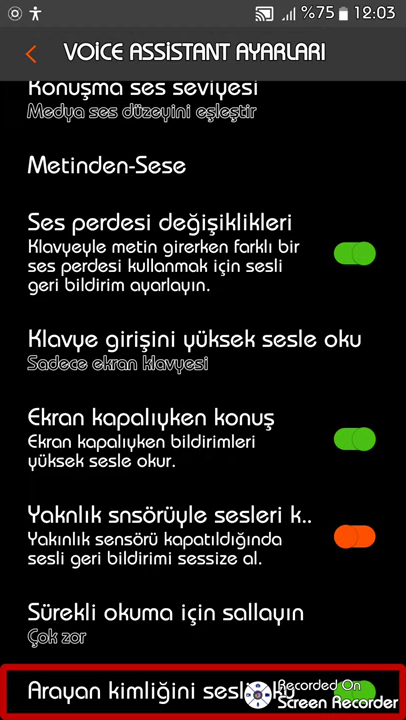 %75 12:03
VOICE ASSISTANT AYARLARI
Konuşma ses seviyesi
Medya ses düzeyini eşleştir
Metinden-Sese
Ses perdesi değişiklikleri
Klavyeyle metin girerken farklı bir
ses perdesi kullanmak için sesli
geri bildirim ayarlayın.
Klavye girişini yüksek sesle oku
Sadece ekran klavyesi
Ekran kapalıyken konuş
Ekran kapalıyken bildirimleri
yüksek sesle okur.
Yaknlık snsörüyle sesleri k..
Yakınlık sensörü kapatıldığında
sesli geri bildirimi sessize al.
Sürekli okuma için sallayın
Çok zor
Arayan kimliğini sesli
Recorded On
Screen Recorder